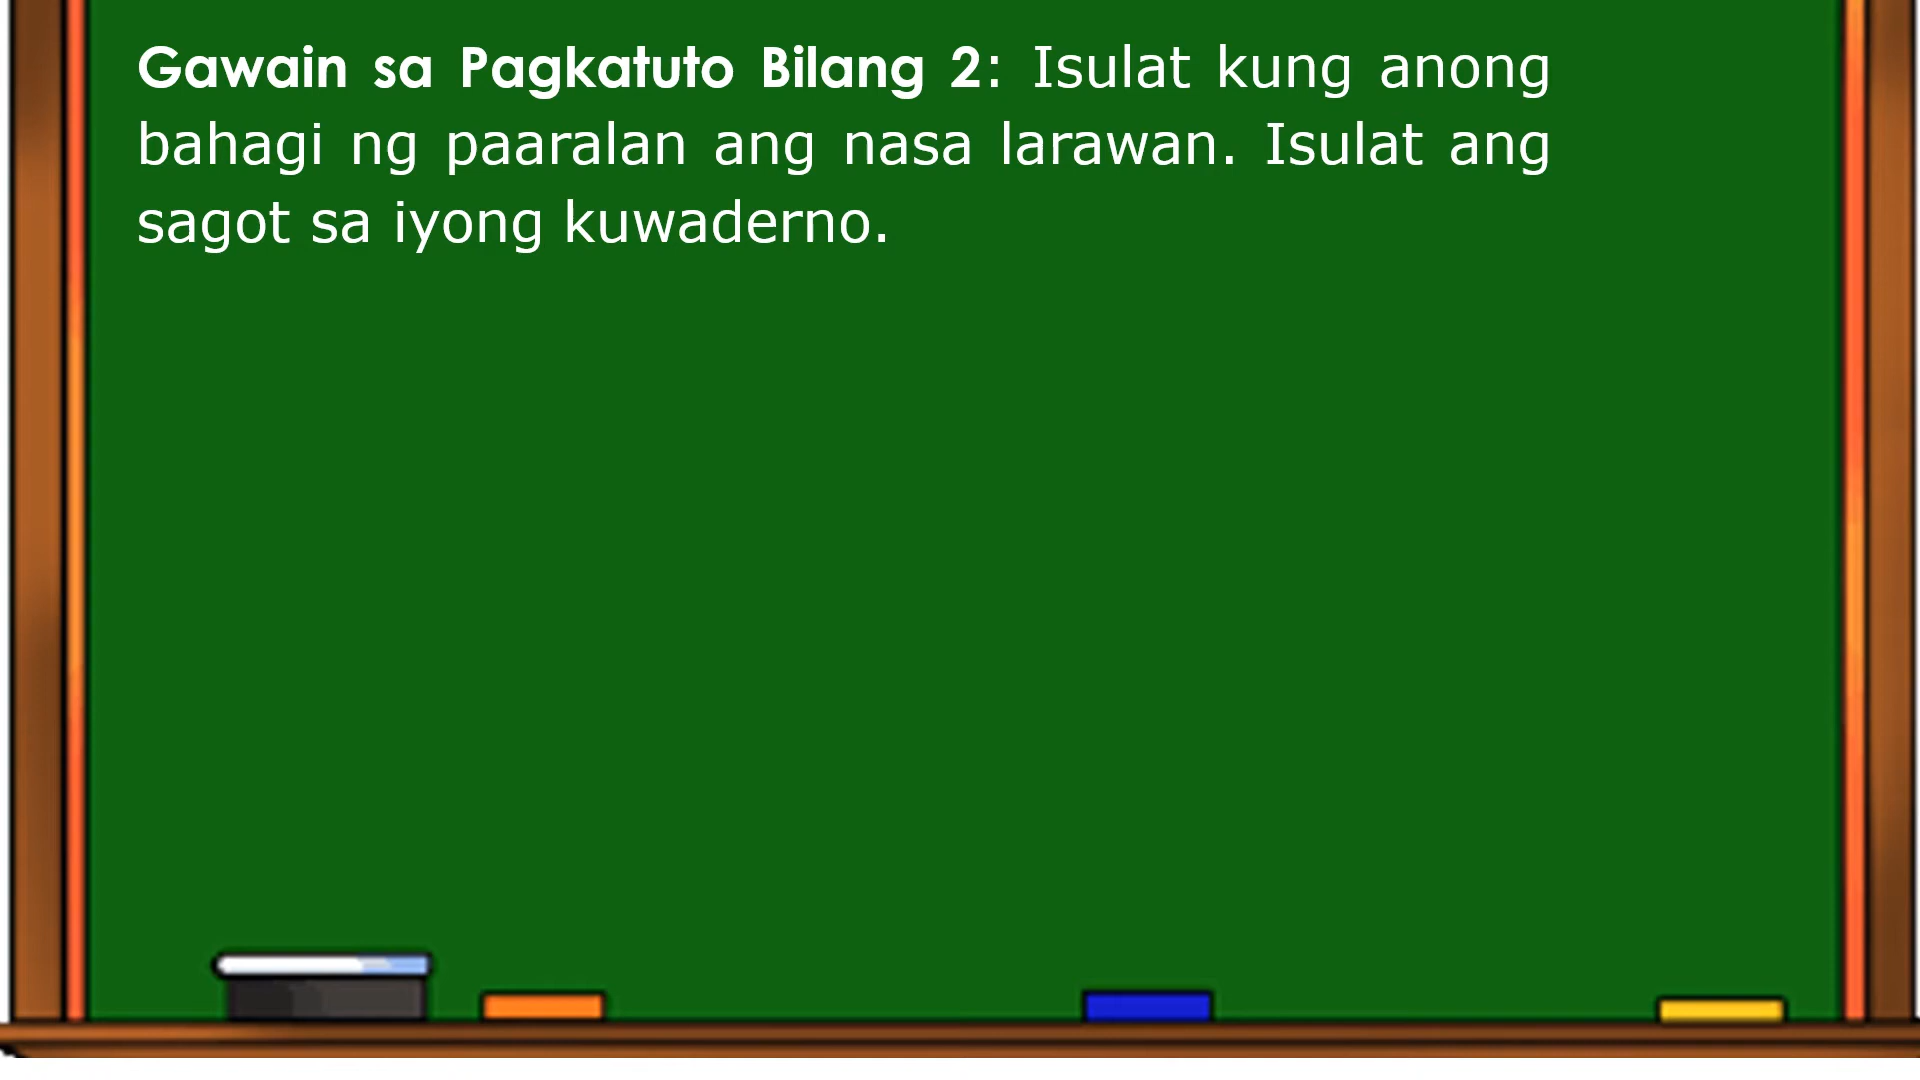 Gawain sa Pagkatuto Bilang 2: Isulat kung anong
bahagi ng paaralan ang nasa larawan. Isulat ang
sagot sa iyong kuwaderno.